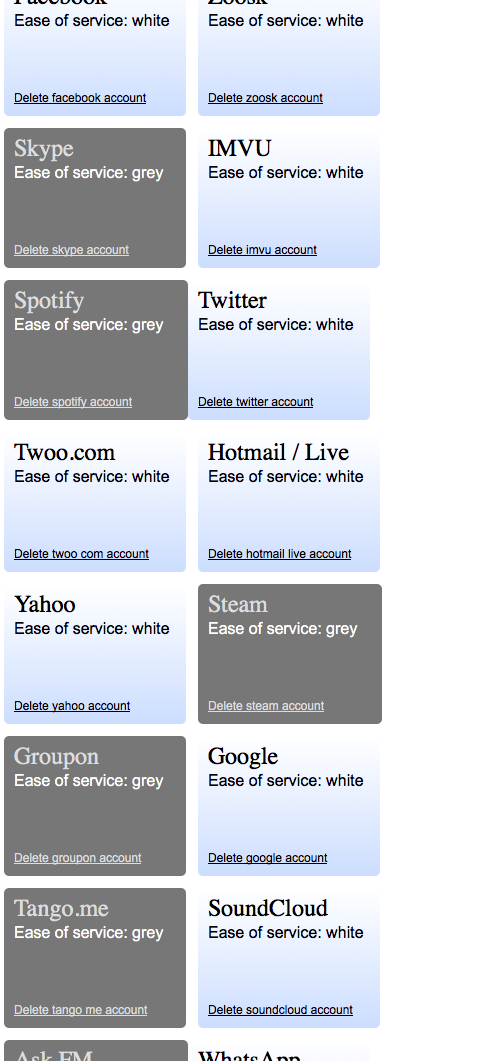 Facebook
Ease of service: white
Delete facebook account
Zoosk
Ease of service: white
Delete zoosk account
Skype
Ease of service: grey
Delete skype account
IMVU
Ease of service: white
Delete imvu account
Spotify
Ease of service: grey
Delete spotify account
Twitter
Ease of service: white
Delete twitter account
Twoo.com
Ease of service: white
Delete twoo com account
Hotmail / Live
Ease of service: white
Delete hotmail live account
Yahoo
Ease of service: white
Delete yahoo account
Steam
Ease of service: grey
Delete steam account
Groupon
Ease of service: grey
Delete groupon account
Google
Ease of service: white
Delete google account
Tango.me
Ease of service: grey
Delete tango me account
SoundCloud
Ease of service: white
Delete soundcloud account
Ask FM
WhatsApp